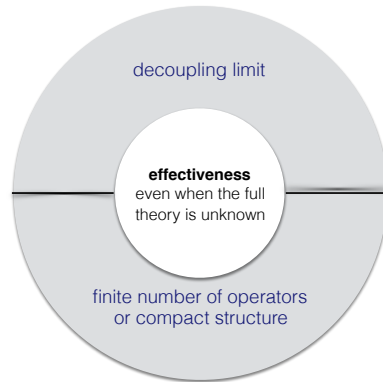 decoupling limit
effectiveness
even when the full
theory is unknown
finite number of operators
or compact structure